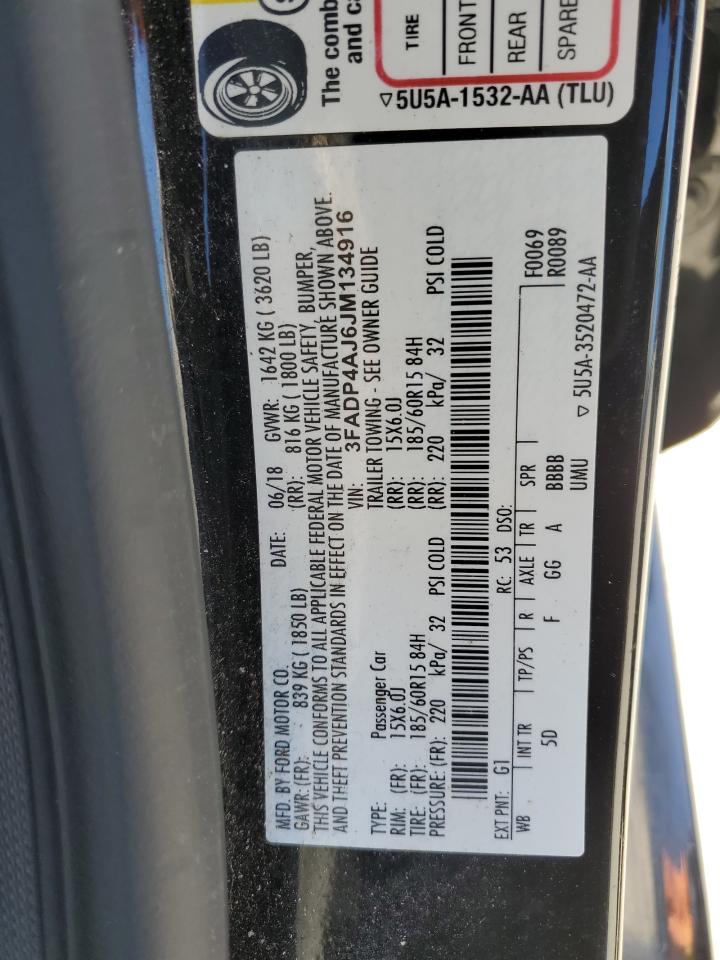 The comb
and ca
TIRE
FRONT
REAR
SPARE
▽5U5A-1532-AA (TLU)
MFD. BY FORD MOTOR CO. DATE: 06/18 GVWR: 1642 KG ( 3620 LB)
GAWR: (FR): 839 KG ( 1850 LB) (RR): 816 KG ( 1800 LB)
THIS VEHICLE CONFORMS TO ALL APPLICABLE FEDERAL MOTOR VEHICLE SAFETY, BUMPER,
AND THEFT PREVENTION STANDARDS IN EFFECT ON THE DATE OF MANUFACTURE SHOWN ABOVE.
VIN: 3FADP4AJ6JM134916
TYPE: Passenger Car TRAILER TOWING - SEE OWNER GUIDE
RIM: (FR): 15X6.0J (RR): 15X6.0J
TIRE: (FR): 185/60R15 84H (RR): 185/60R15 84H
PRESSURE: (FR): 220 kPa/ 32 PSI COLD (RR): 220 kPa/ 32 PSI COLD
EXT PNT: G1 RC: 53 DSO: F0069
WB INT TR TP/PS R AXLE TR SPR R0089
5D F GG A BBBB
UMU
▽ 5U5A-3520472-AA